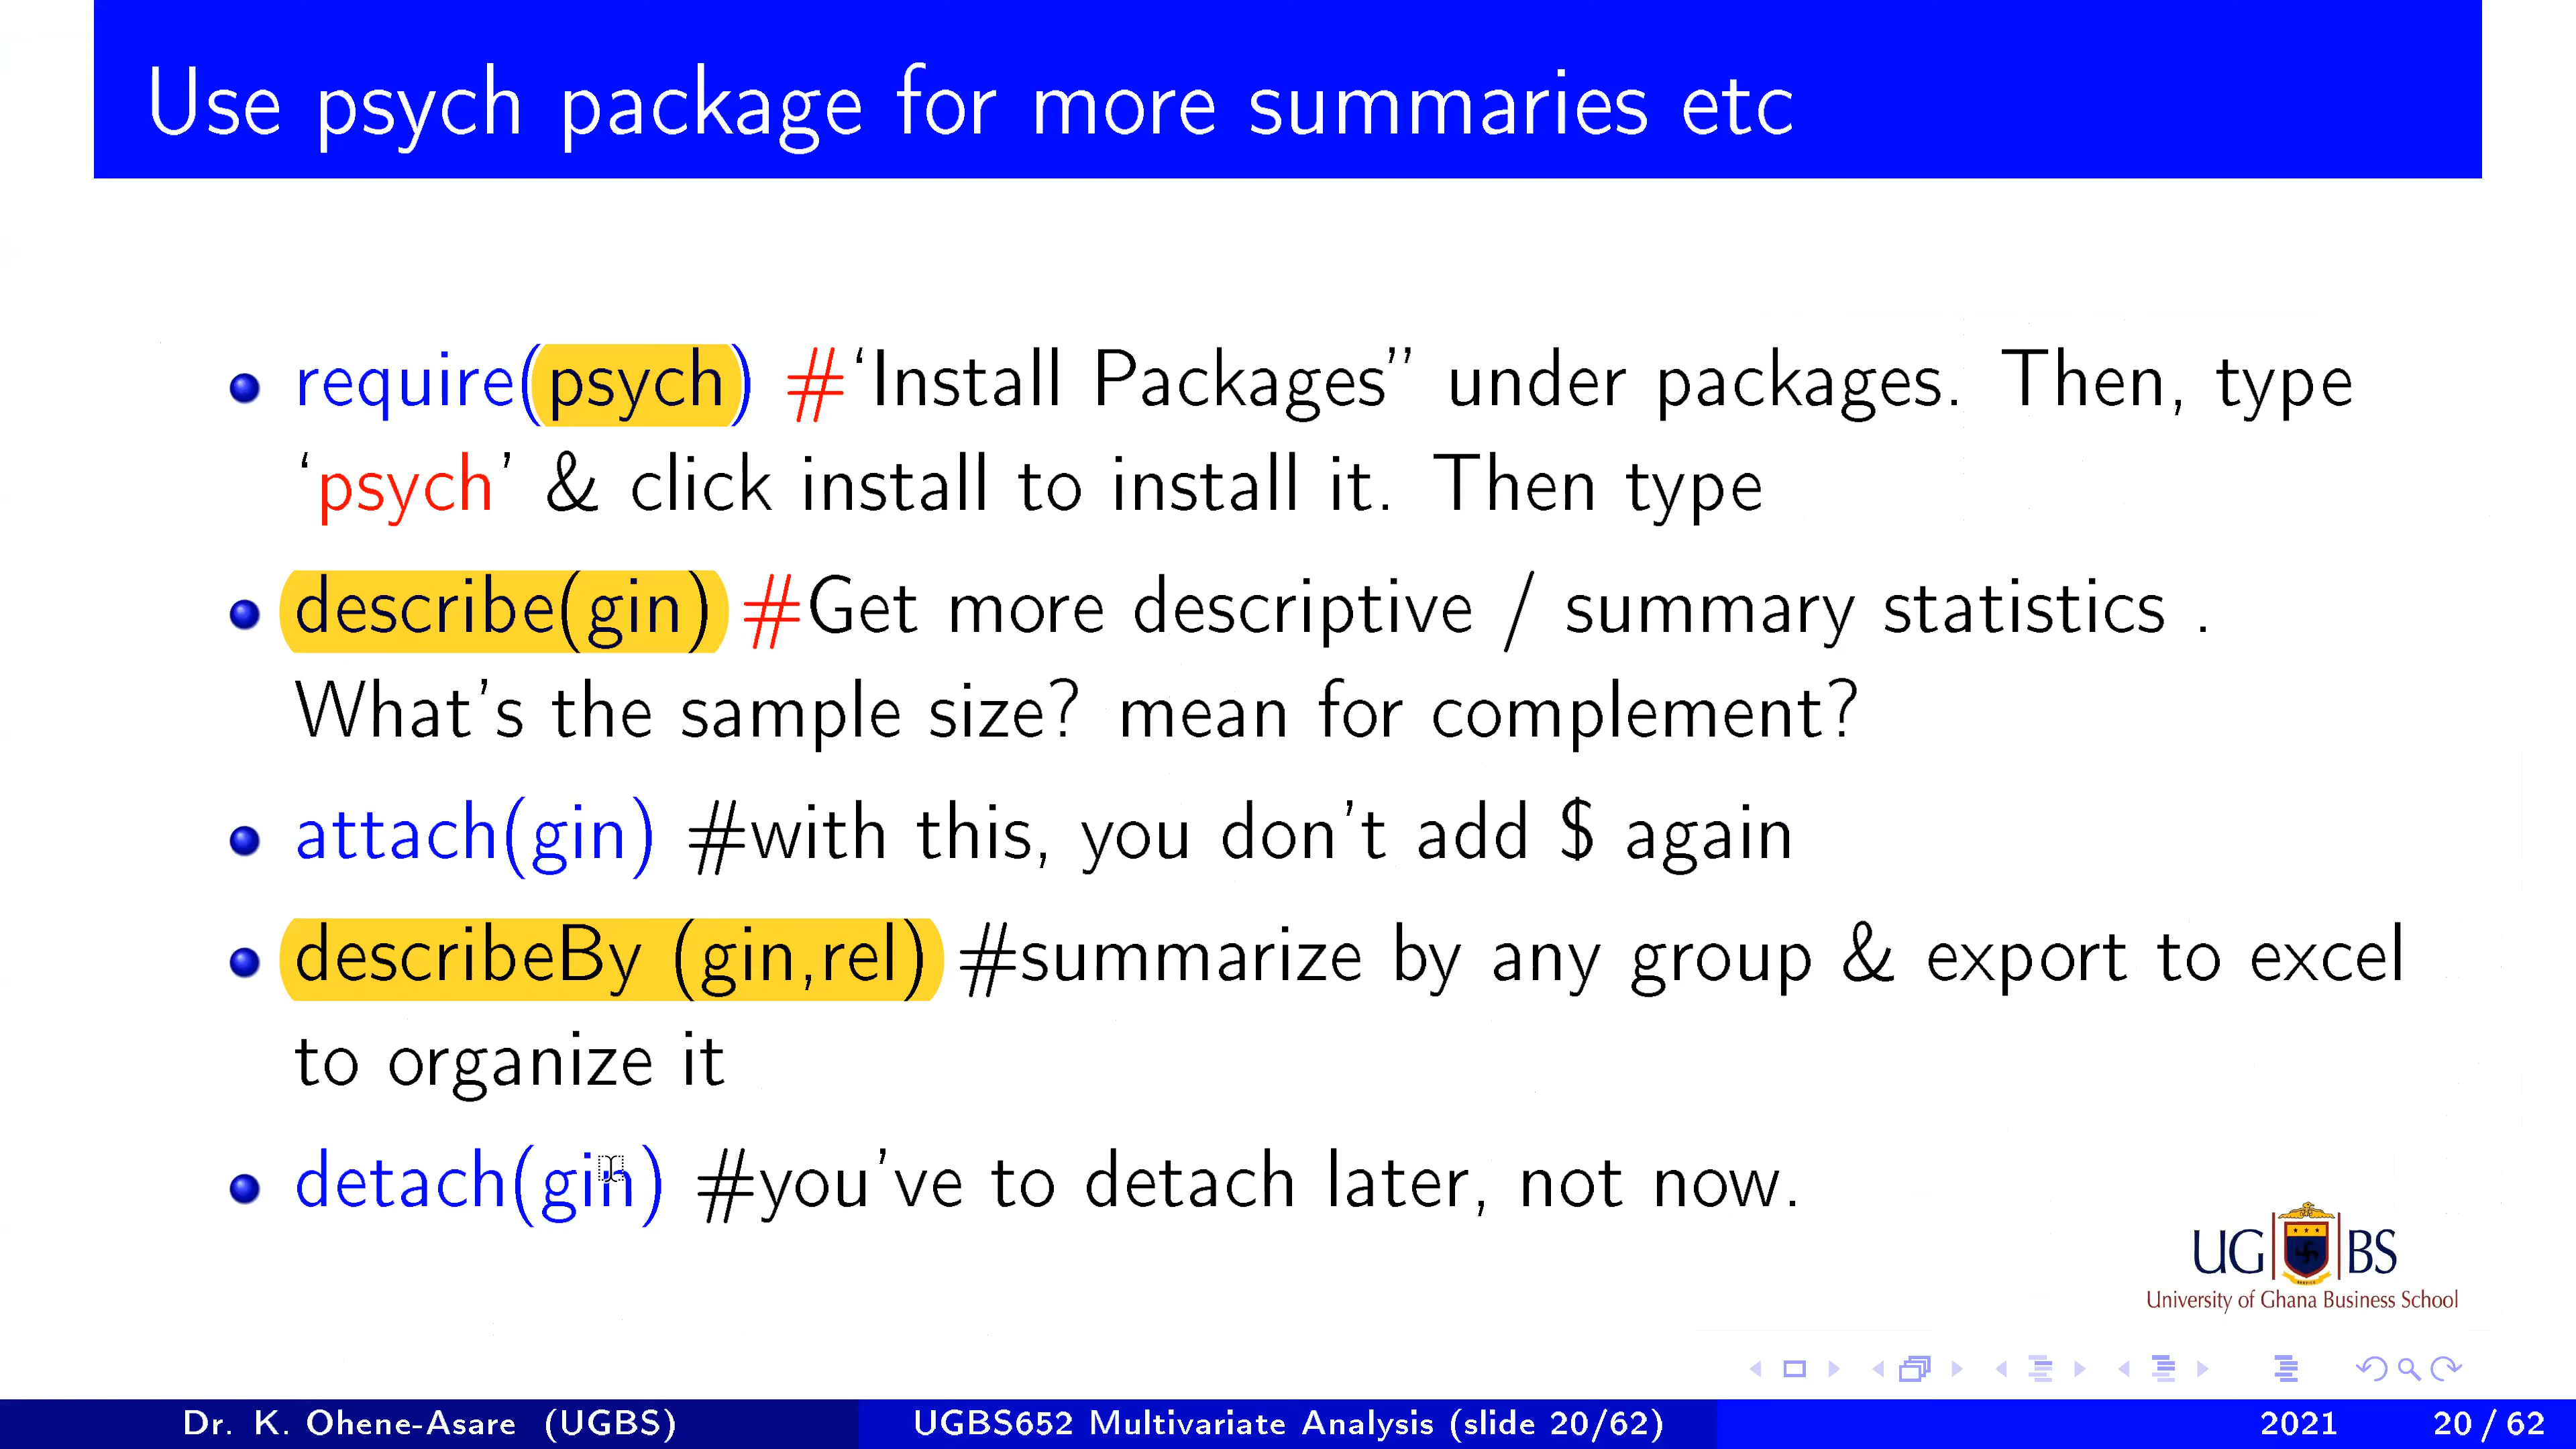 Use psych package for more summaries etc
require(psych) #‘Install Packages” under packages. Then, type
‘psych’ & click install to install it. Then type
describe(gin) #Get more descriptive / summary statistics .
What’s the sample size? mean for complement?
attach(gin) #with this, you don’t add $ again
describeBy (gin,rel) #summarize by any group & export to excel
to organize it
detach(gin) #you’ve to detach later, not now.
UG BS
University of Ghana Business School
Dr. K. Ohene-Asare (UGBS) UGBS652 Multivariate Analysis (slide 20/62) 2021 20 / 62